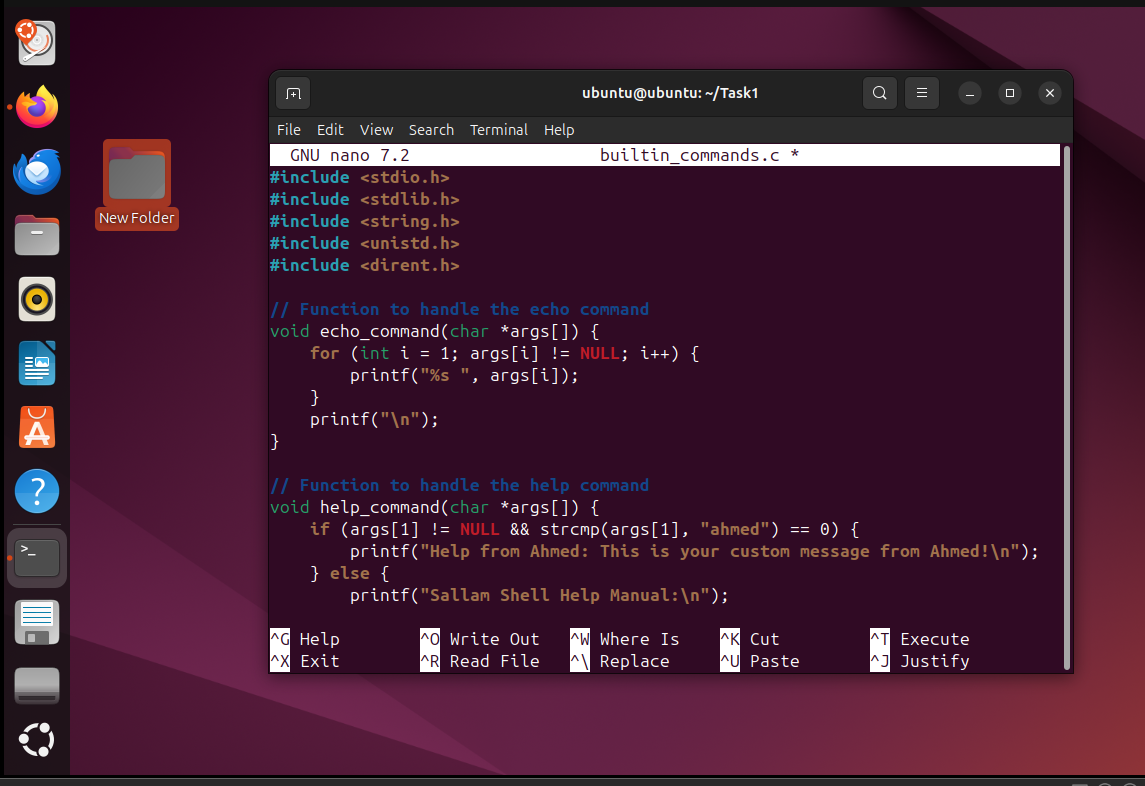 ubuntu@ubuntu: ~/Task1
File Edit View Search Terminal Help
GNU nano 7.2 builtin_commands.c *
#include <stdio.h>
#include <stdlib.h>
#include <string.h>
#include <unistd.h>
#include <dirent.h>
// Function to handle the echo command
void echo_command(char *args[]) {
    for (int i = 1; args[i] != NULL; i++) {
        printf("%s ", args[i]);
    }
    printf("\n");
}
// Function to handle the help command
void help_command(char *args[]) {
    if (args[1] != NULL && strcmp(args[1], "ahmed") == 0) {
        printf("Help from Ahmed: This is your custom message from Ahmed!\n");
    } else {
        printf("Sallam Shell Help Manual:\n");
^G Help ^O Write Out ^W Where Is ^K Cut ^T Execute
^X Exit ^R Read File ^\ Replace ^U Paste ^J Justify
New Folder